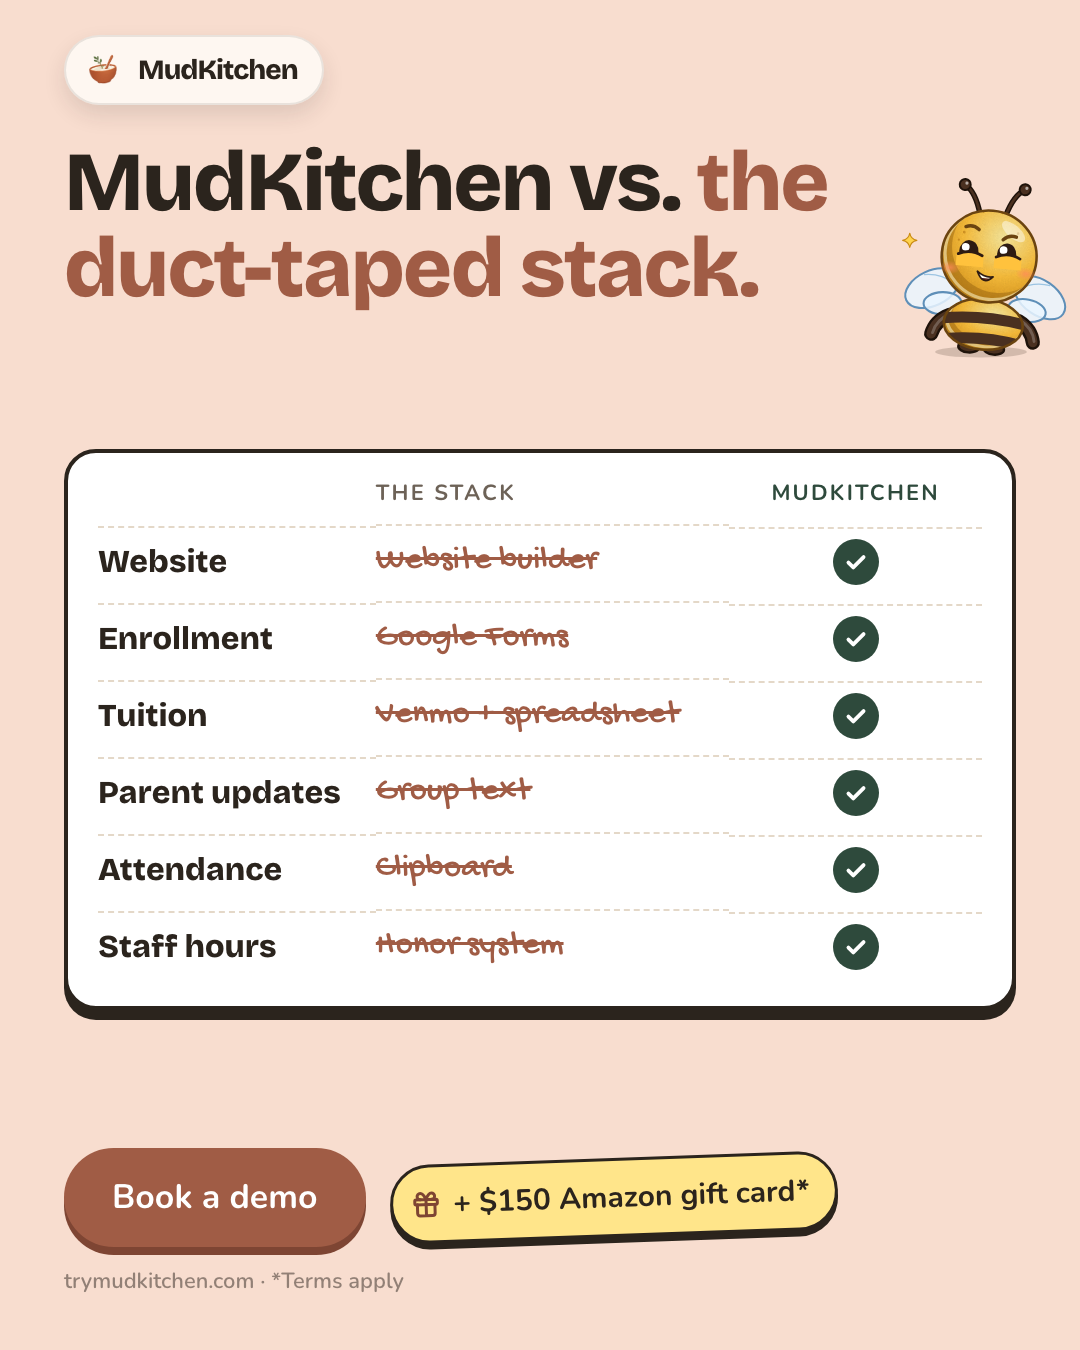 MudKitchen
MudKitchen vs. the
duct-taped stack.
THE STACK MUDKITCHEN
Website Website builder
Enrollment Google Forms
Tuition Venmo + spreadsheet
Parent updates Group text
Attendance Clipboard
Staff hours Honor system
Book a demo
+ $150 Amazon gift card*
trymudkitchen.com · *Terms apply